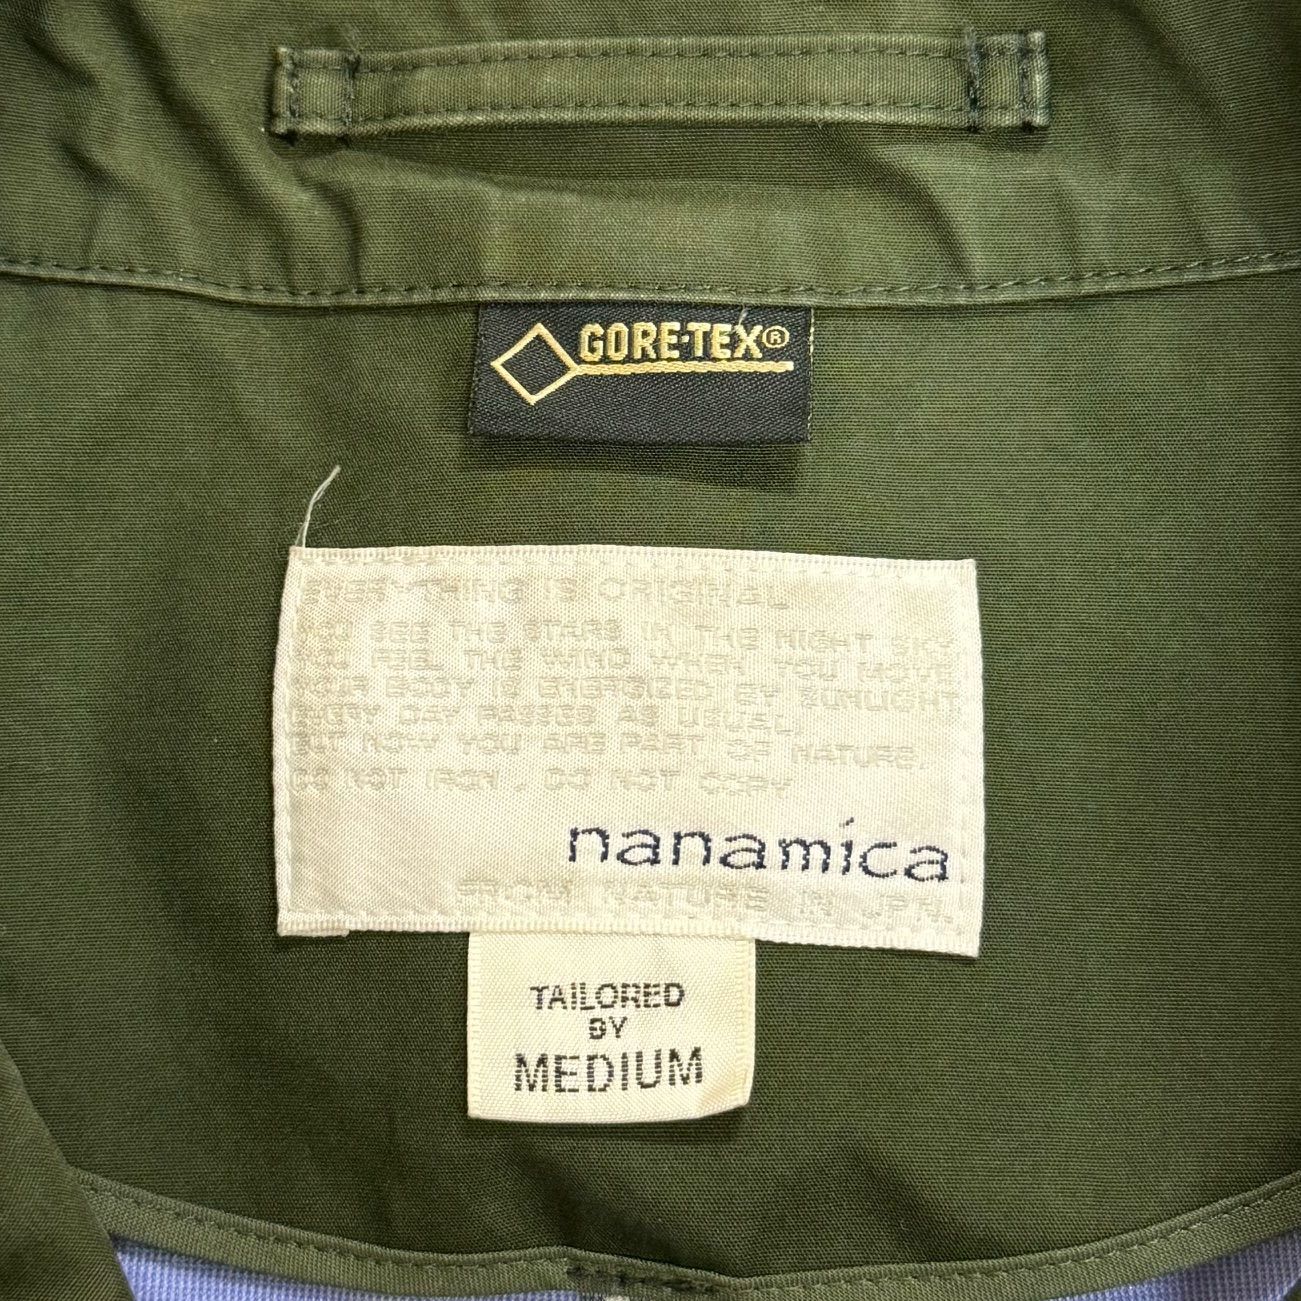 GORE-TEX®
EVERYTHING IS ORIGINAL
YOU SEE THE STARS IN THE NIGHT SKY
YOU FEEL THE WIND WHEN YOU MOVE
YOUR BODY IS ENERGIZED BY SUNLIGHT
EVERY DAY PASSES AS USUAL,
BUT NOW YOU ARE PART OF NATURE.
DO NOT IRON . DO NOT COPY
nanamica
FROM NATURE IN JPN.
TAILORED
BY
MEDIUM